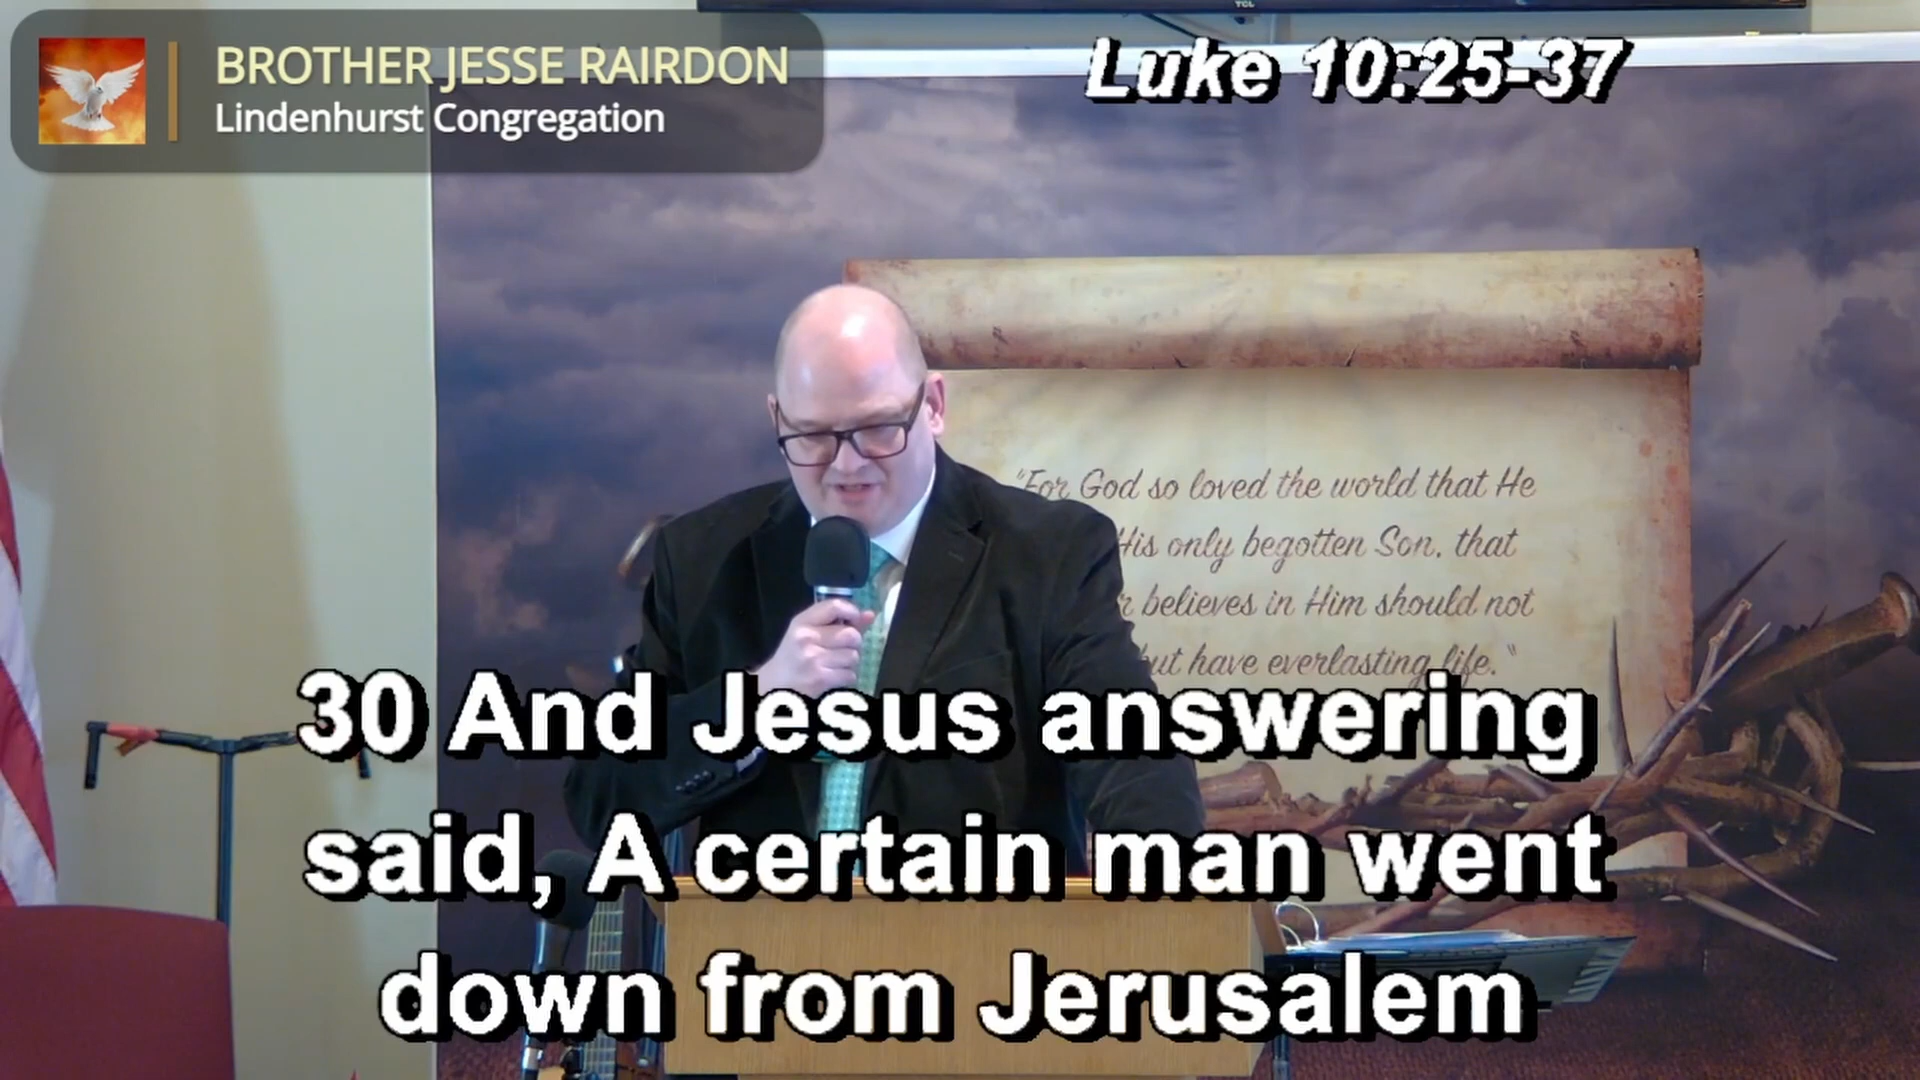 TCL
BROTHER JESSE RAIRDON
Lindenhurst Congregation
Luke 10:25-37
"For God so loved the world that He
His only begotten Son, that
believes in Him should not
but have everlasting life."
30 And Jesus answering
said, A certain man went
down from Jerusalem